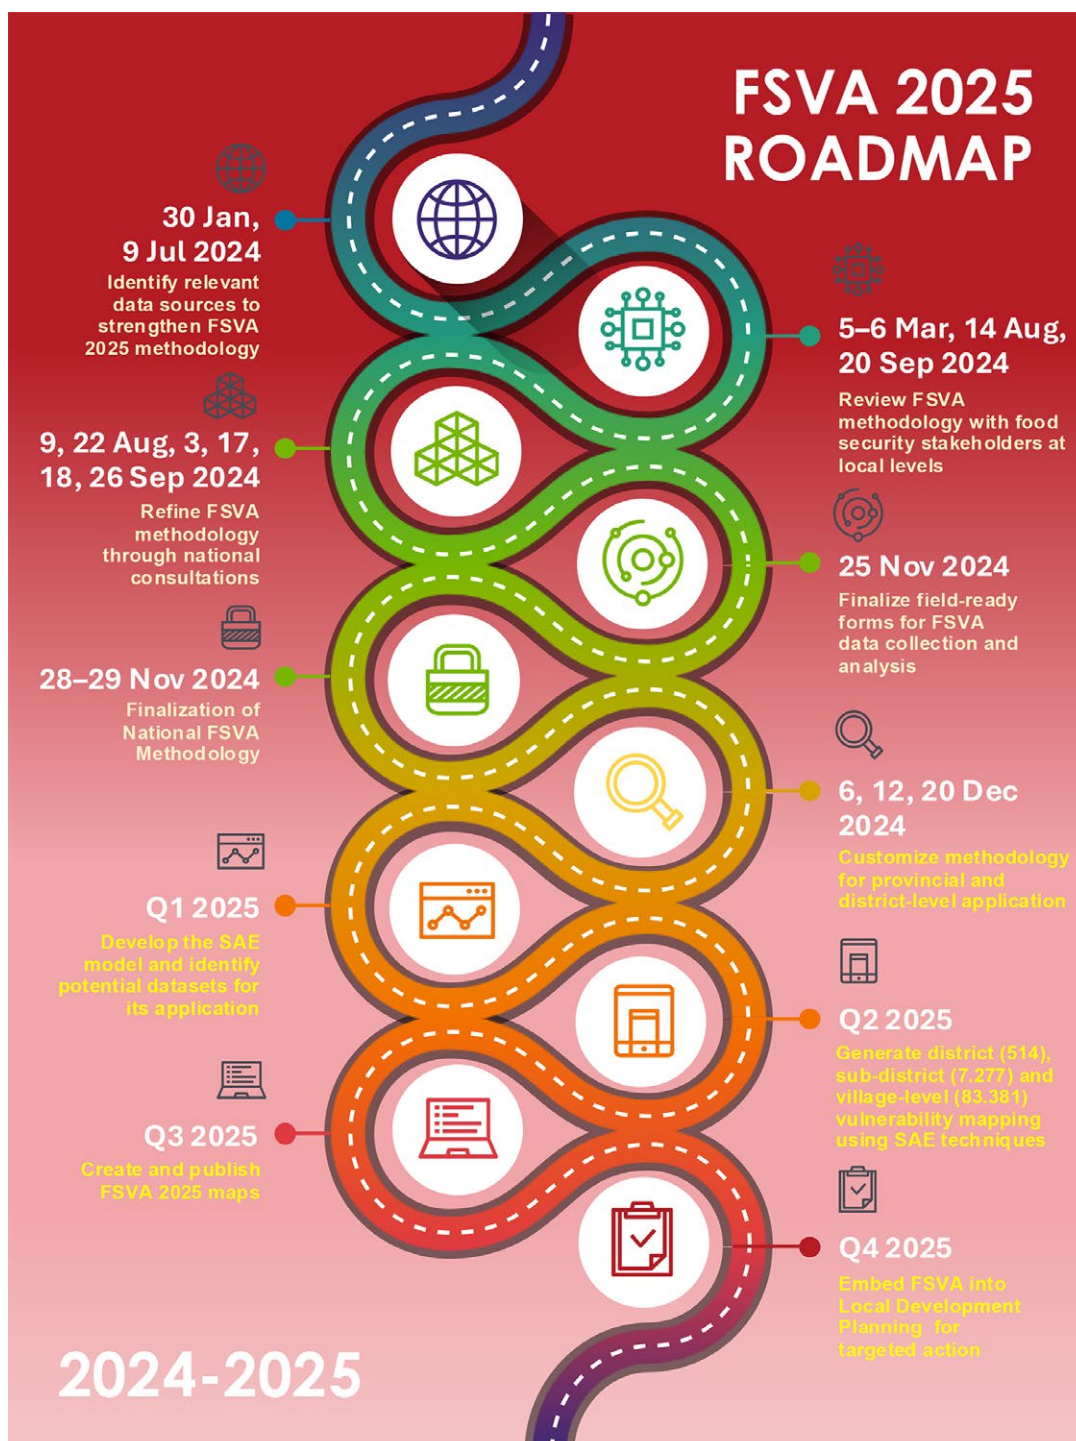 FSVA 2025
ROADMAP
30 Jan,
9 Jul 2024
Identify relevant
data sources to
strengthen FSVA
2025 methodology
5–6 Mar, 14 Aug,
20 Sep 2024
Review FSVA
methodology with food
security stakeholders at
local levels
9, 22 Aug, 3, 17,
18, 26 Sep 2024
Refine FSVA
methodology
through national
consultations
25 Nov 2024
Finalize field-ready
forms for FSVA
data collection and
analysis
28–29 Nov 2024
Finalization of
National FSVA
Methodology
6, 12, 20 Dec
2024
Customize methodology
for provincial and
district-level application
Q1 2025
Develop the SAE
model and identify
potential datasets for
its application
Q2 2025
Generate district (514),
sub-district (7.277) and
village-level (83.381)
vulnerability mapping
using SAE techniques
Q3 2025
Create and publish
FSVA 2025 maps
Q4 2025
Embed FSVA into
Local Development
Planning for
targeted action
2024-2025